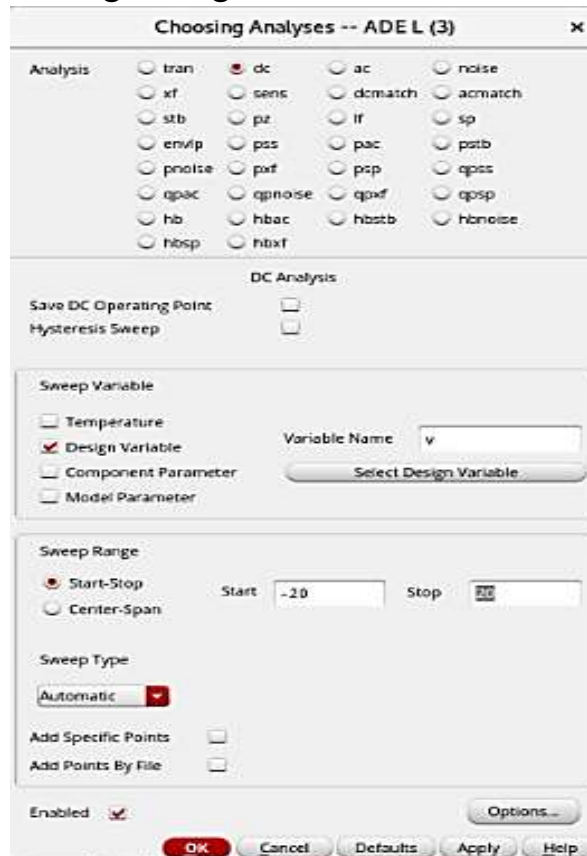 Choosing Analyses -- ADE L (3) ×
Analysis tran dc ac noise
xf sens dcmatch acmatch
stb pz lf sp
envlp pss pac pstb
pnoise pxf psp qpss
qpac qpnoise qpxf qpsp
hb hbac hbstb hbnoise
hbsp hbxf
DC Analysis
Save DC Operating Point
Hysteresis Sweep
Sweep Variable
Temperature
Design Variable Variable Name v
Component Parameter Select Design Variable
Model Parameter
Sweep Range
Start-Stop Start -20 Stop 20
Center-Span
Sweep Type
Automatic
Add Specific Points
Add Points By File
Enabled Options...
OK Cancel Defaults Apply Help